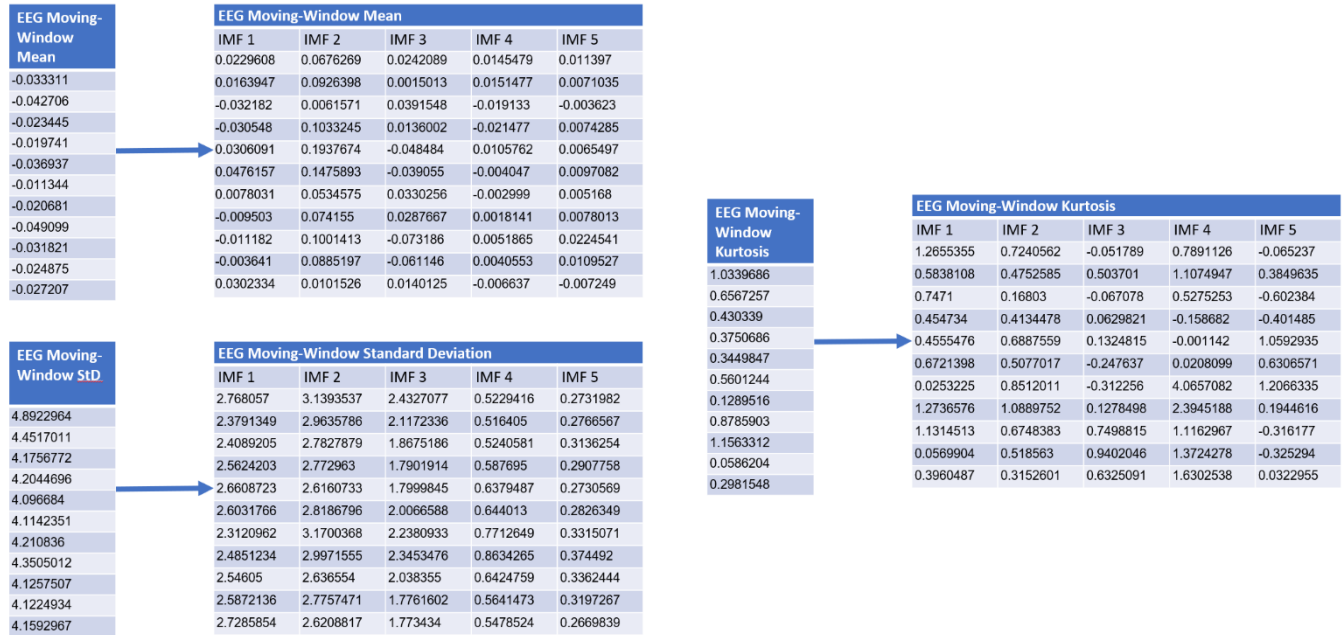 EEG Moving-
Window
Mean
-0.033311
-0.042706
-0.023445
-0.019741
-0.036937
-0.011344
-0.020681
-0.049099
-0.031821
-0.024875
-0.027207
EEG Moving-Window Mean
IMF 1 IMF 2 IMF 3 IMF 4 IMF 5
0.0229608 0.0676269 0.0242089 0.0145479 0.011397
0.0163947 0.0926398 0.0015013 0.0151477 0.0071035
-0.032182 0.0061571 0.0391548 -0.019133 -0.003623
-0.030548 0.1033245 0.0136002 -0.021477 0.0074285
0.0306091 0.1937674 -0.048484 0.0105762 0.0065497
0.0476157 0.1475893 -0.039055 -0.004047 0.0097082
0.0078031 0.0534575 0.0330256 -0.002999 0.005168
-0.009503 0.074155 0.0287667 0.0018141 0.0078013
-0.011182 0.1001413 -0.073186 0.0051865 0.0224541
-0.003641 0.0885197 -0.061146 0.0040553 0.0109527
0.0302334 0.0101526 0.0140125 -0.006637 -0.007249
EEG Moving-
Window StD
4.8922964
4.4517011
4.1756772
4.2044696
4.096684
4.1142351
4.210836
4.3505012
4.1257507
4.1224934
4.1592967
EEG Moving-Window Standard Deviation
IMF 1 IMF 2 IMF 3 IMF 4 IMF 5
2.768057 3.1393537 2.4327077 0.5229416 0.2731982
2.3791349 2.9635786 2.1172336 0.516405 0.2766567
2.4089205 2.7827879 1.8675186 0.5240581 0.3136254
2.5624203 2.772963 1.7901914 0.587695 0.2907758
2.6608723 2.6160733 1.7999845 0.6379487 0.2730569
2.6031766 2.8186796 2.0066588 0.644013 0.2826349
2.3120962 3.1700368 2.2380933 0.7712649 0.3315071
2.4851234 2.9971555 2.3453476 0.8634265 0.374492
2.54605 2.636554 2.038355 0.6424759 0.3362444
2.5872136 2.7757471 1.7761602 0.5641473 0.3197267
2.7285854 2.6208817 1.773434 0.5478524 0.2669839
EEG Moving-
Window
Kurtosis
1.0339686
0.6567257
0.430339
0.3750686
0.3449847
0.5601244
0.1289516
0.8785903
1.1563312
0.0586204
0.2981548
EEG Moving-Window Kurtosis
IMF 1 IMF 2 IMF 3 IMF 4 IMF 5
1.2655355 0.7240562 -0.051789 0.7891126 -0.065237
0.5838108 0.4752585 0.503701 1.1074947 0.3849635
0.7471 0.16803 -0.067078 0.5275253 -0.602384
0.454734 0.4134478 0.0629821 -0.158682 -0.401485
0.4555476 0.6887559 0.1324815 -0.001142 1.0592935
0.6721398 0.5077017 -0.247637 0.0208099 0.6306571
0.0253225 0.8512011 -0.312256 4.0657082 1.2066335
1.2736576 1.0889752 0.1278498 2.3945188 0.1944616
1.1314513 0.6748383 0.7498815 1.1162967 -0.316177
0.0569904 0.518563 0.9402046 1.3724278 -0.325294
0.3960487 0.3152601 0.6325091 1.6302538 0.0322955